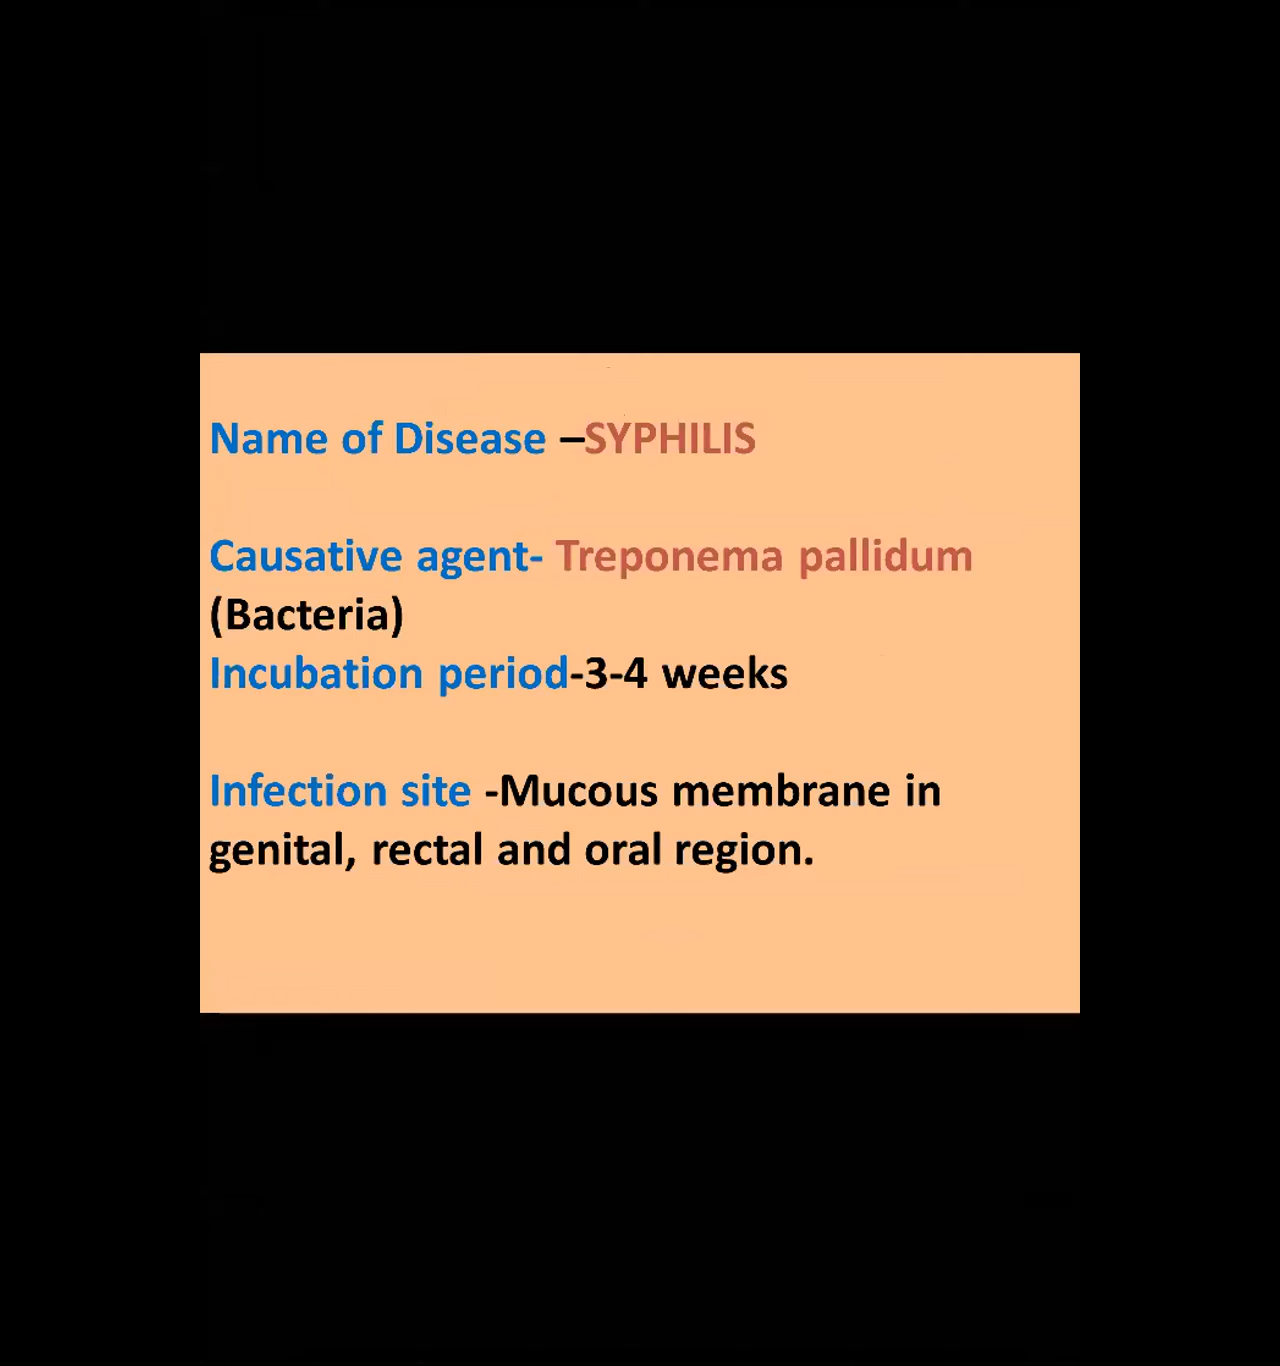 Name of Disease –SYPHILIS
Causative agent- Treponema pallidum
(Bacteria)
Incubation period-3-4 weeks
Infection site -Mucous membrane in
genital, rectal and oral region.